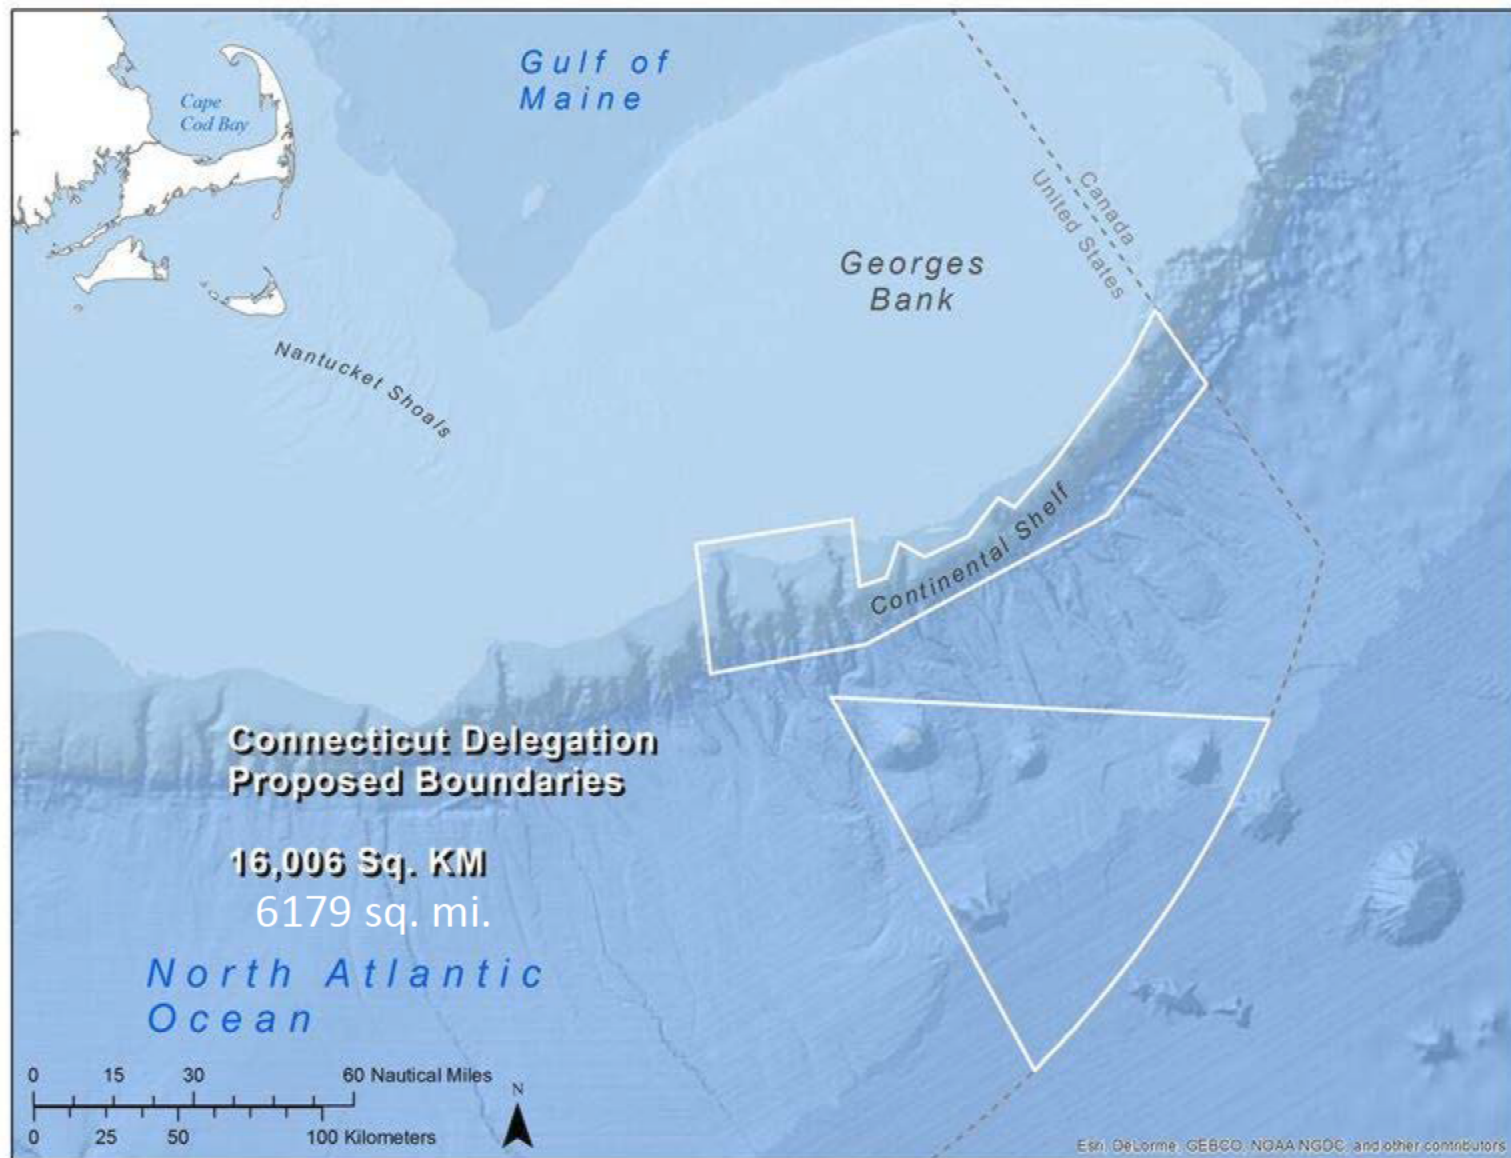 Gulf of
Maine
Cape
Cod Bay
Canada
United States
Georges
Bank
Nantucket Shoals
Continental Shelf
Connecticut Delegation
Proposed Boundaries
16,006 Sq. KM
6179 sq. mi.
North Atlantic
Ocean
0 15 30 60 Nautical Miles
N
0 25 50 100 Kilometers
Esri, DeLorme, GEBCO, NOAA NGDC, and other contributors